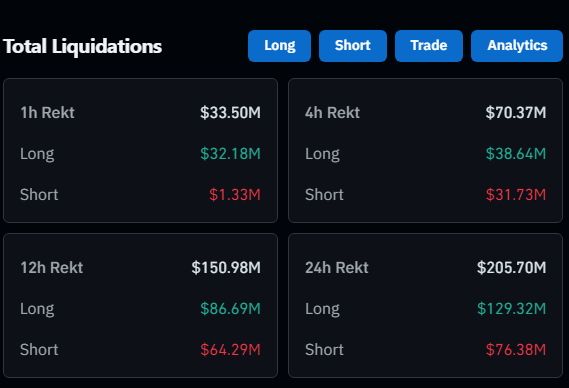 Total Liquidations Long Short Trade Analytics
1h Rekt $33.50M
Long $32.18M
Short $1.33M
4h Rekt $70.37M
Long $38.64M
Short $31.73M
12h Rekt $150.98M
Long $86.69M
Short $64.29M
24h Rekt $205.70M
Long $129.32M
Short $76.38M